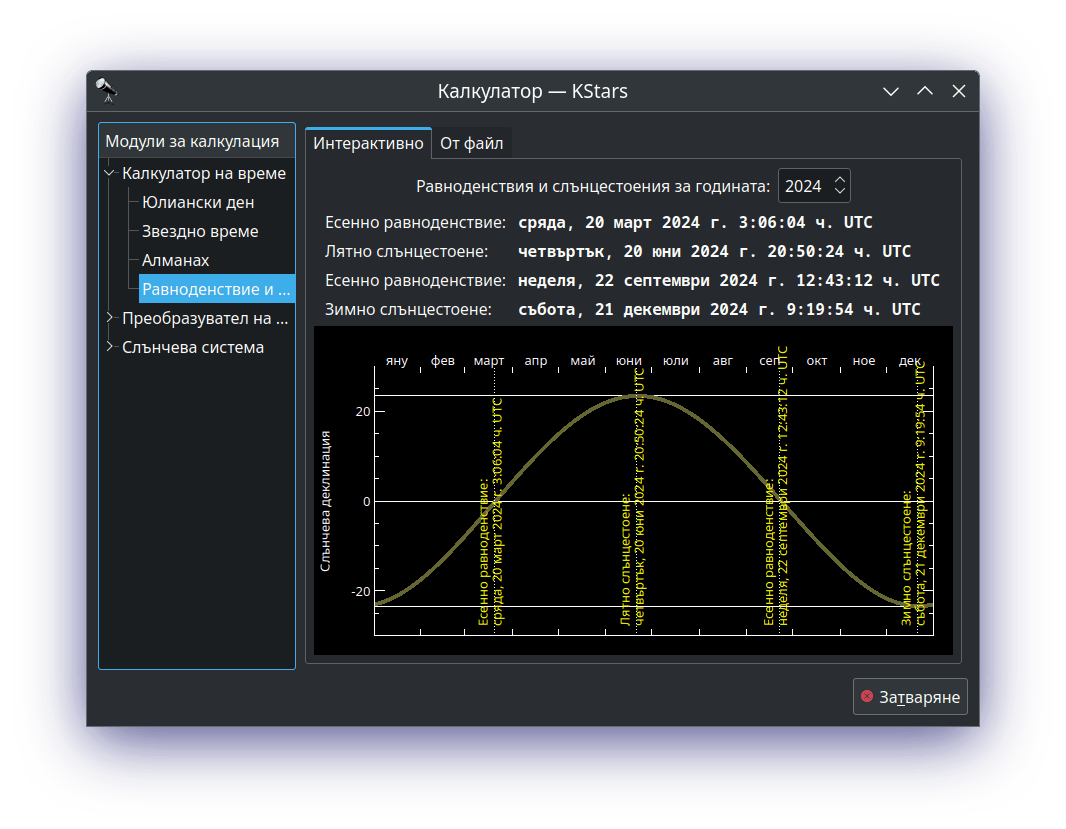 Калкулатор — KStars
Модули за калкулация
Калкулатор на време
Юлиански ден
Звездно време
Алманах
Равноденствие и ...
Преобразувател на ...
Слънчева система
Интерактивно
От файл
Равноденствия и слънцестоения за годината: 2024
Есенно равноденствие: сряда, 20 март 2024 г. 3:06:04 ч. UTC
Лятно слънцестоене: четвъртък, 20 юни 2024 г. 20:50:24 ч. UTC
Есенно равноденствие: неделя, 22 септември 2024 г. 12:43:12 ч. UTC
Зимно слънцестоене: събота, 21 декември 2024 г. 9:19:54 ч. UTC
яну фев март апр май юни юли авг сеп окт ное дек
Слънчева деклинация
20
0
-20
Есенно равноденствие:
сряда, 20 март 2024 г. 3:06:04 ч. UTC
Лятно слънцестоене:
четвъртък, 20 юни 2024 г. 20:50:24 ч. UTC
Есенно равноденствие:
неделя, 22 септември 2024 г. 12:43:12 ч. UTC
Зимно слънцестоене:
събота, 21 декември 2024 г. 9:19:54 ч. UTC
Затваряне